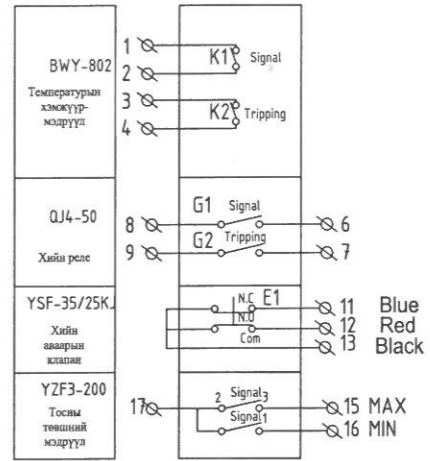 BWY-802
Температурын
хэмжүүр-
мэдрүүл
1
2
3
4
K1 Signal
K2 Tripping
QJ4-50
Хийн реле
8
9
G1 Signal
G2 Tripping
6
7
YSF-35/25KJ
Хийн
аваарын
клапан
N.C E1
N.O
Com
11 Blue
12 Red
13 Black
YZF3-200
Тосны
төвшний
мэдрүүл
17
2 Signal 3
Signal 1
15 MAX
16 MIN